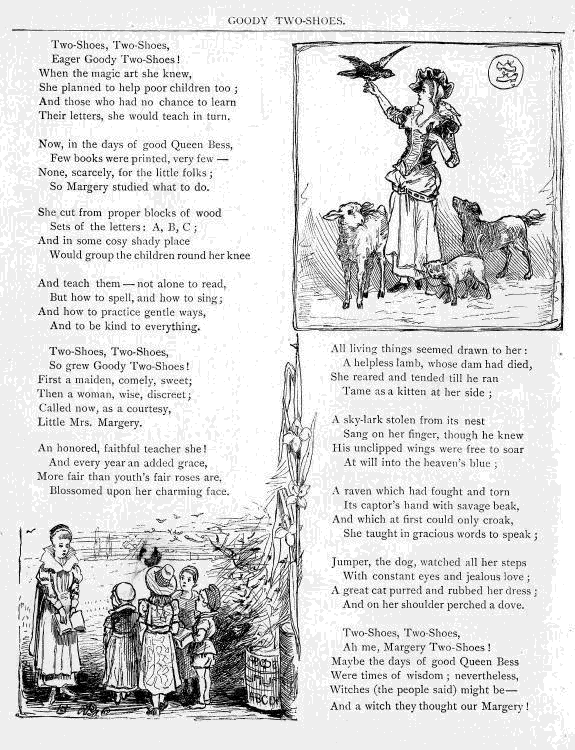 GOODY TWO-SHOES.
Two-Shoes, Two-Shoes,
Eager Goody Two-Shoes!
When the magic art she knew,
She planned to help poor children too;
And those who had no chance to learn
Their letters, she would teach in turn.
Now, in the days of good Queen Bess,
Few books were printed, very few —
None, scarcely, for the little folks;
So Margery studied what to do.
She cut from proper blocks of wood
Sets of the letters: A, B, C;
And in some cosy shady place
Would group the children round her knee
And teach them — not alone to read,
But how to spell, and how to sing;
And how to practice gentle ways,
And to be kind to everything.
Two-Shoes, Two-Shoes,
So grew Goody Two-Shoes!
First a maiden, comely, sweet;
Then a woman, wise, discreet;
Called now, as a courtesy,
Little Mrs. Margery.
An honored, faithful teacher she!
And every year an added grace,
More fair than youth's fair roses are,
Blossomed upon her charming face.
All living things seemed drawn to her:
A helpless lamb, whose dam had died,
She reared and tended till he ran
Tame as a kitten at her side;
A sky-lark stolen from its nest
Sang on her finger, though he knew
His unclipped wings were free to soar
At will into the heaven's blue;
A raven which had fought and torn
Its captor's hand with savage beak,
And which at first could only croak,
She taught in gracious words to speak;
Jumper, the dog, watched all her steps
With constant eyes and jealous love;
A great cat purred and rubbed her dress;
And on her shoulder perched a dove.
Two-Shoes, Two-Shoes,
Ah me, Margery Two-Shoes!
Maybe the days of good Queen Bess
Were times of wisdom; nevertheless,
Witches (the people said) might be—
And a witch they thought our Margery!